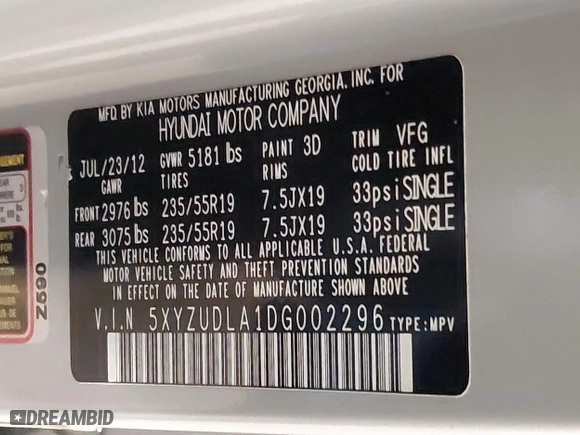 MFD BY KIA MOTORS MANUFACTURING GEORGIA, INC. FOR
HYUNDAI MOTOR COMPANY
JUL/23/12 GVWR 5181 lbs PAINT 3D TRIM VFG
GAWR TIRES RIMS COLD TIRE INFL
FRONT 2976 lbs 235/55R19 7.5JX19 33psi SINGLE
REAR 3075 lbs 235/55R19 7.5JX19 33psi SINGLE
THIS VEHICLE CONFORMS TO ALL APPLICABLE U.S.A. FEDERAL
MOTOR VEHICLE SAFETY AND THEFT PREVENTION STANDARDS
IN EFFECT ON THE DATE OF MANUFACTURE SHOWN ABOVE.
V.I.N 5XYZUDLA1DG002296 TYPE:MPV
Z690
DREAMBID